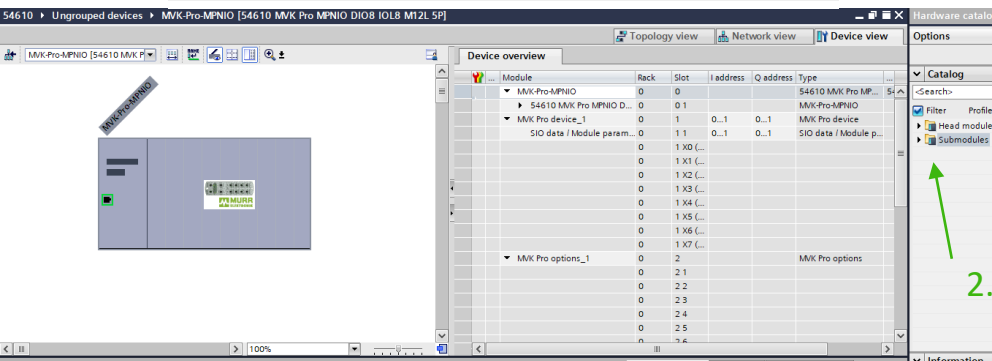 54610 ▸ Ungrouped devices ▸ MVK-Pro-MPNIO [54610 MVK Pro MPNIO DIO8 IOL8 M12L 5P]
Hardware catalo
Topology view Network view Device view
Options
MVK-Pro-MPNIO [54610 MVK P
Device overview
... Module Rack Slot I address Q address Type ...
MVK-Pro-MPNIO 0 0 54610 MVK Pro MP... 54
54610 MVK Pro MPNIO D... 0 0 1 MVK-Pro-MPNIO
MVK Pro device_1 0 1 0...1 0...1 MVK Pro device
SIO data / Module param... 0 1 1 0...1 0...1 SIO data / Module p...
0 1 X0 (...
0 1 X1 (...
0 1 X2 (...
0 1 X3 (...
0 1 X4 (...
0 1 X5 (...
0 1 X6 (...
0 1 X7 (...
MVK Pro options_1 0 2 MVK Pro options
0 2 1
0 2 2
0 2 3
0 2 4
0 2 5
0 2 6
Catalog
<Search>
Filter Profile
Head module
Submodules
2.
Information
MVK-Pro-MPNIO
MURR
100%